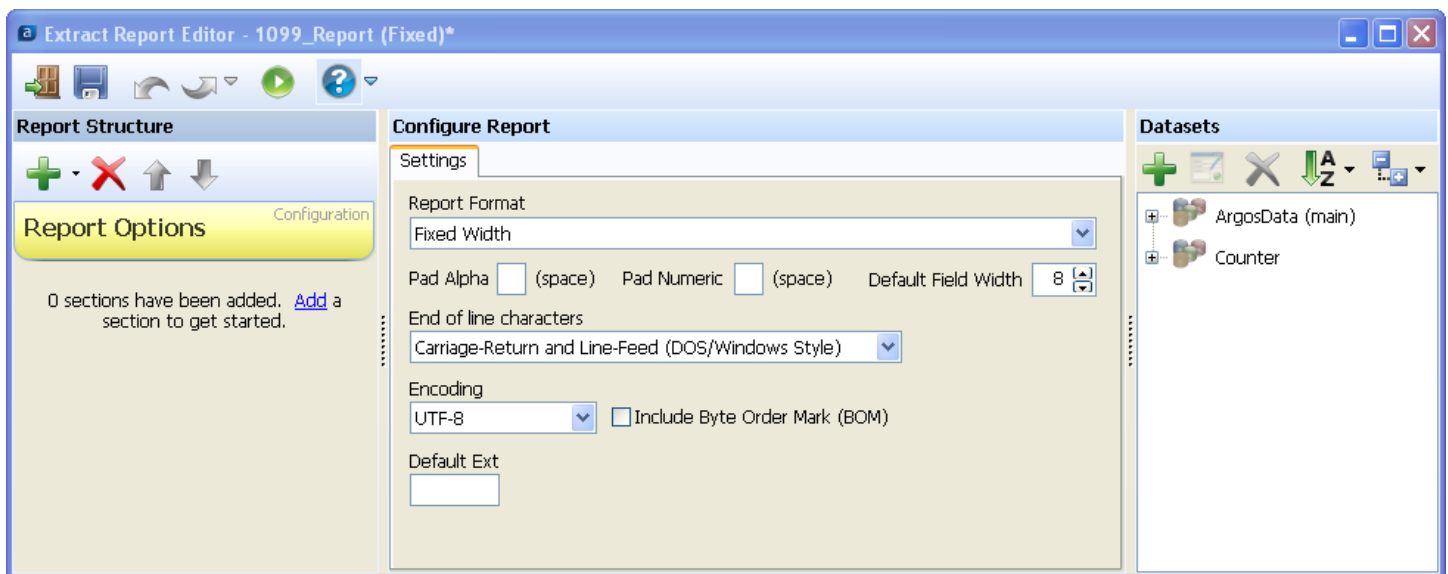 Extract Report Editor - 1099_Report (Fixed)*
Report Structure
Configuration
Report Options
0 sections have been added. Add a
section to get started.
Configure Report
Settings
Report Format
Fixed Width
Pad Alpha (space) Pad Numeric (space) Default Field Width 8
End of line characters
Carriage-Return and Line-Feed (DOS/Windows Style)
Encoding
UTF-8 Include Byte Order Mark (BOM)
Default Ext
Datasets
ArgosData (main)
Counter